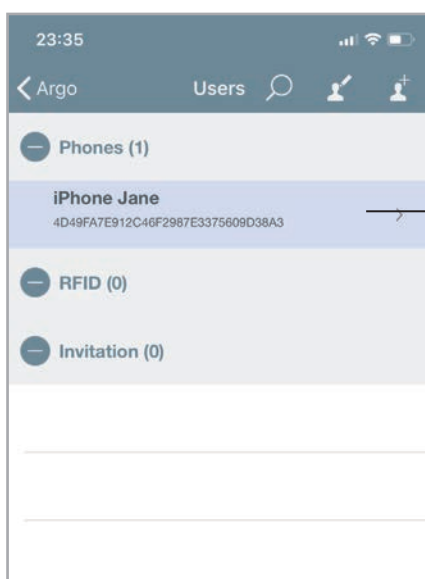 23:35
Argo Users
Phones (1)
iPhone Jane
4D49FA7E912C46F2987E3375609D38A3
RFID (0)
Invitation (0)